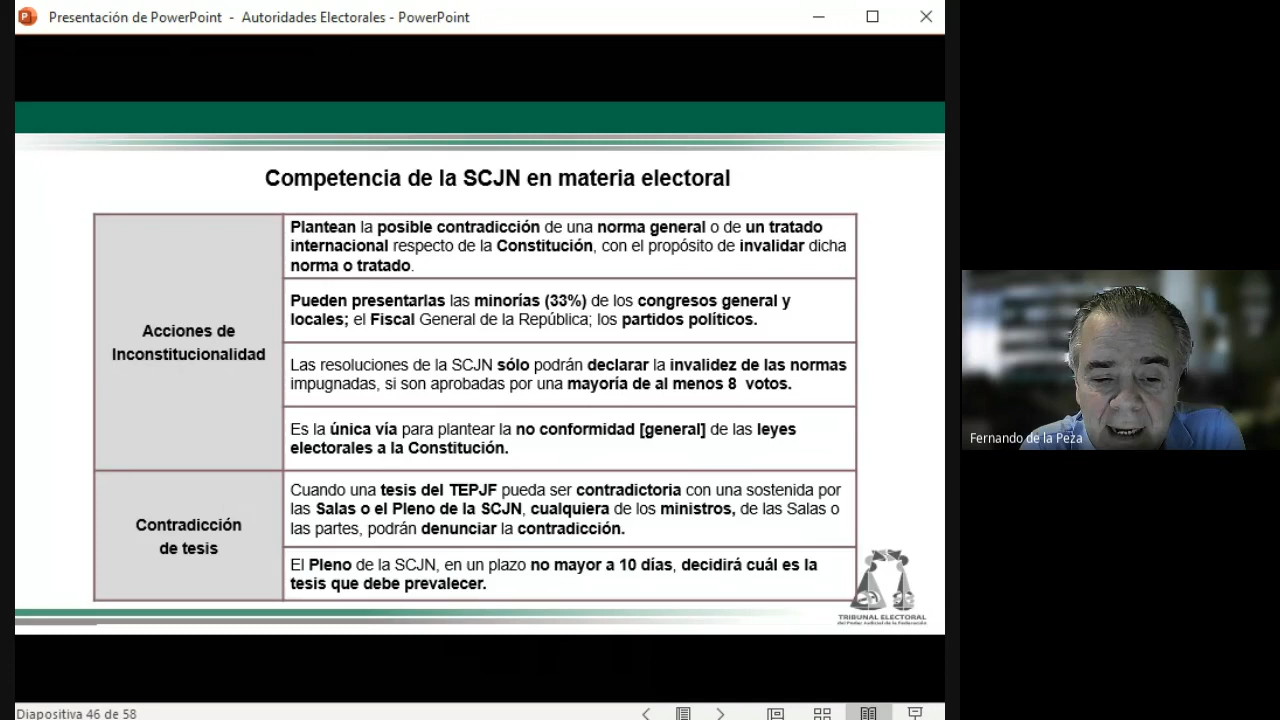 Presentación de PowerPoint - Autoridades Electorales - PowerPoint
Competencia de la SCJN en materia electoral
Acciones de
Inconstitucionalidad
Plantean la posible contradicción de una norma general o de un tratado
internacional respecto de la Constitución, con el propósito de invalidar dicha
norma o tratado.
Pueden presentarlas las minorías (33%) de los congresos general y
locales; el Fiscal General de la República; los partidos políticos.
Las resoluciones de la SCJN sólo podrán declarar la invalidez de las normas
impugnadas, si son aprobadas por una mayoría de al menos 8 votos.
Es la única vía para plantear la no conformidad [general] de las leyes
electorales a la Constitución.
Contradicción
de tesis
Cuando una tesis del TEPJF pueda ser contradictoria con una sostenida por
las Salas o el Pleno de la SCJN, cualquiera de los ministros, de las Salas o
las partes, podrán denunciar la contradicción.
El Pleno de la SCJN, en un plazo no mayor a 10 días, decidirá cuál es la
tesis que debe prevalecer.
TRIBUNAL ELECTORAL
del Poder Judicial de la Federación
Fernando de la Peza
Diapositiva 46 de 58